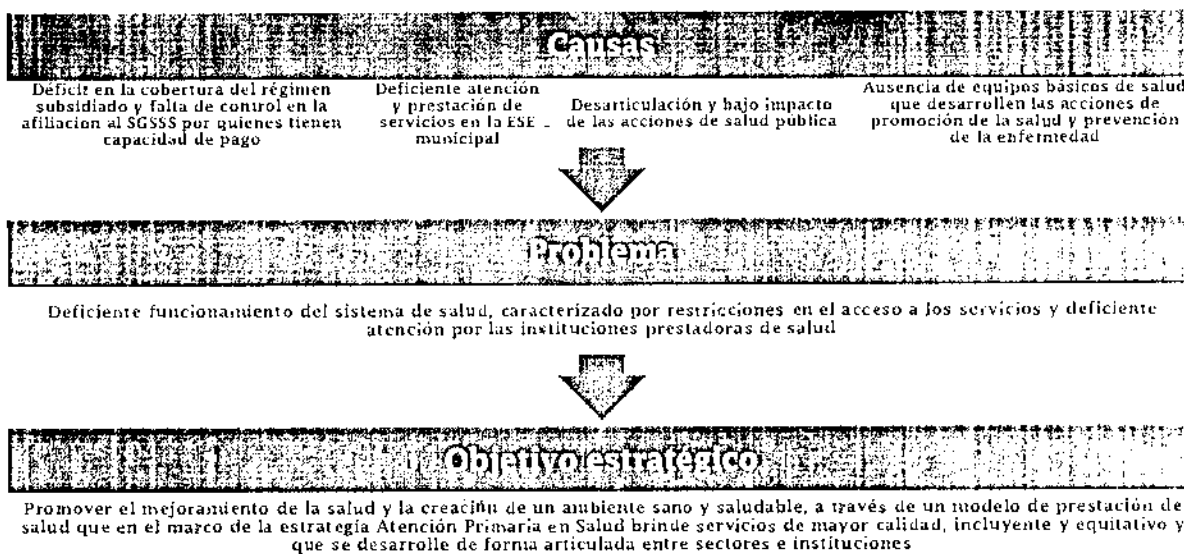 Causas
Déficit en la cobertura del régimen
subsidiado y falta de control en la
afiliacion al SGSSS por quienes tienen
capacidad de pago
Deficiente atención
y prestación de
servicios en la ESE
municipal
Desarticulación y bajo impacto
de las acciones de salud pública
Ausencia de equipos básicos de salud
que desarrollen las acciones de
promoción de la salud y prevención
de la enfermedad
Problema
Deficiente funcionamiento del sistema de salud, caracterizado por restricciones en el acceso a los servicios y deficiente
atención por las instituciones prestadoras de salud
Objetivo estratégico
Promover el mejoramiento de la salud y la creación de un ambiente sano y saludable, a través de un modelo de prestación de
salud que en el marco de la estrategia Atención Primaria en Salud brinde servicios de mayor calidad, incluyente y equitativo y
que se desarrolle de forma articulada entre sectores e instituciones